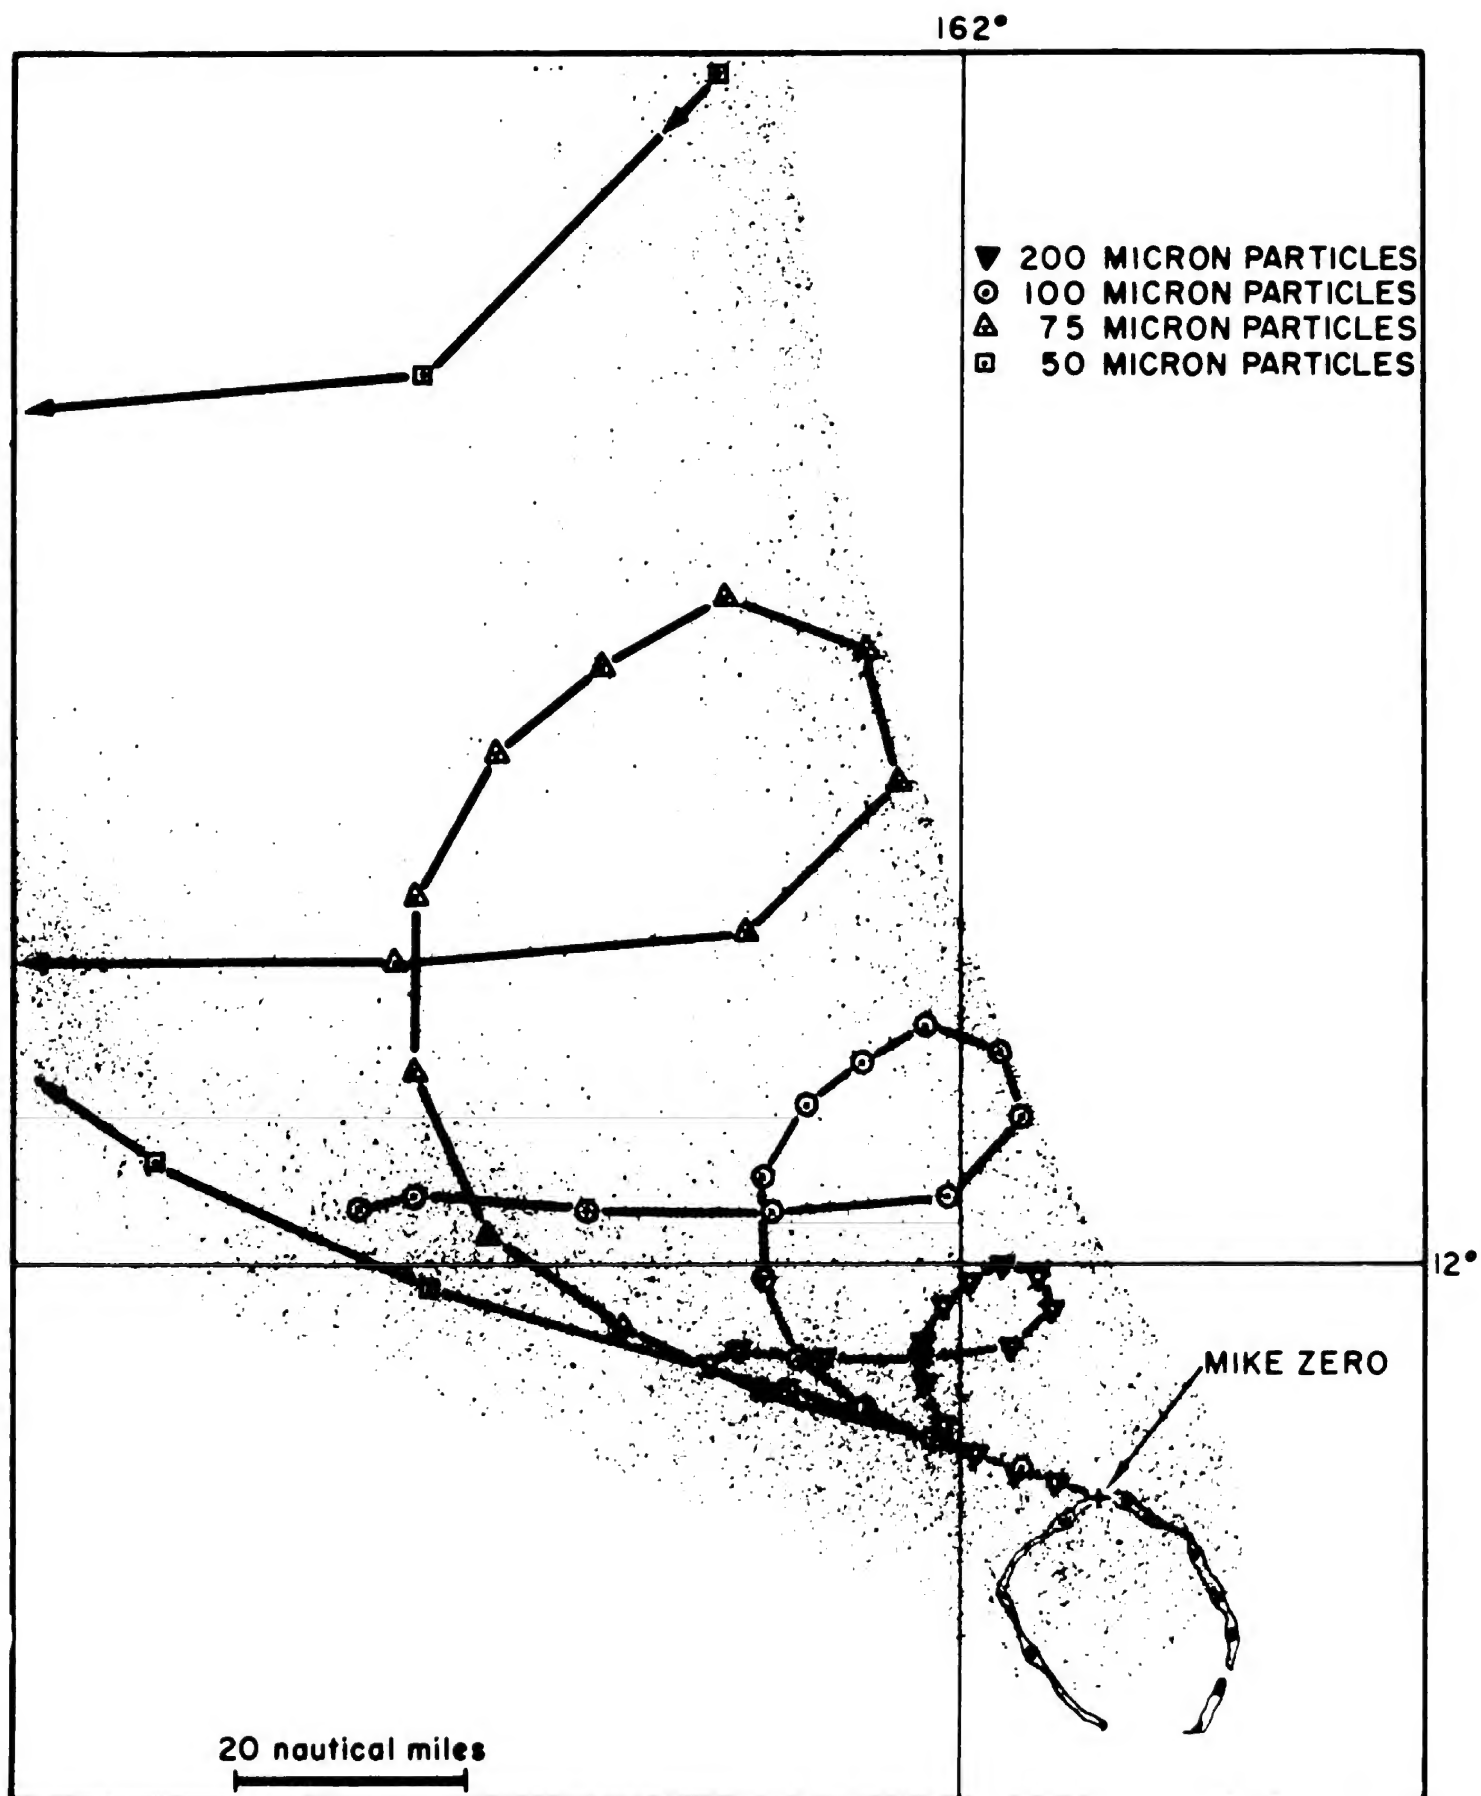 162°
▼ 200 MICRON PARTICLES
⊙ 100 MICRON PARTICLES
△ 75 MICRON PARTICLES
⊡ 50 MICRON PARTICLES
12°
MIKE ZERO
20 nautical miles